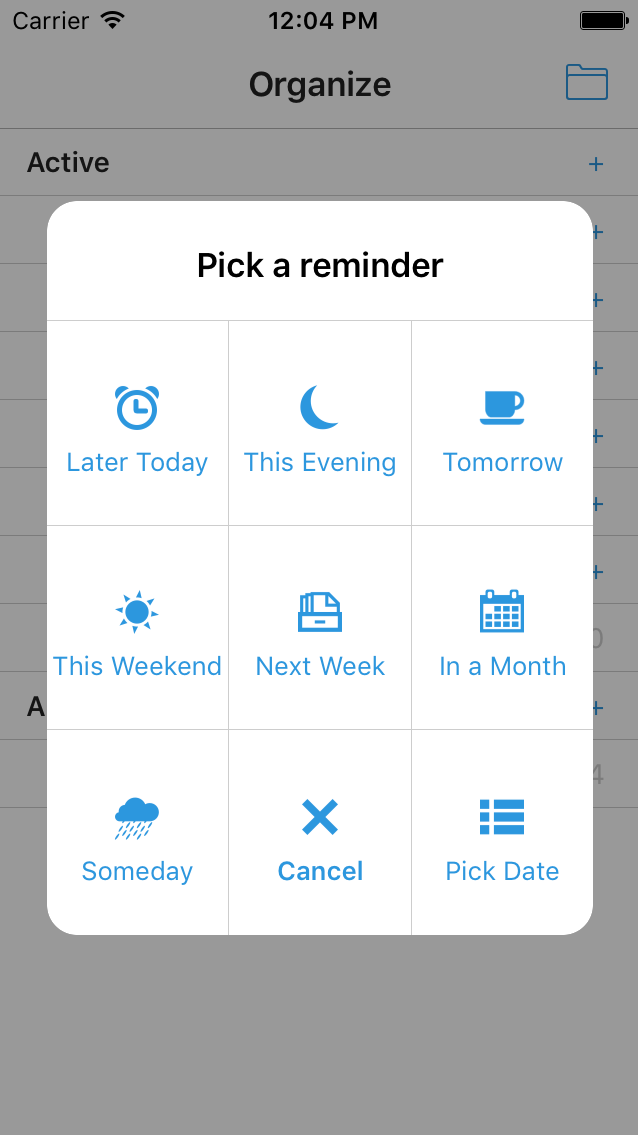 Carrier 12:04 PM
Organize
Active +
+
Pick a reminder
+
+
Later Today This Evening Tomorrow
+
+
+
This Weekend Next Week In a Month
0
A +
4
Someday Cancel Pick Date